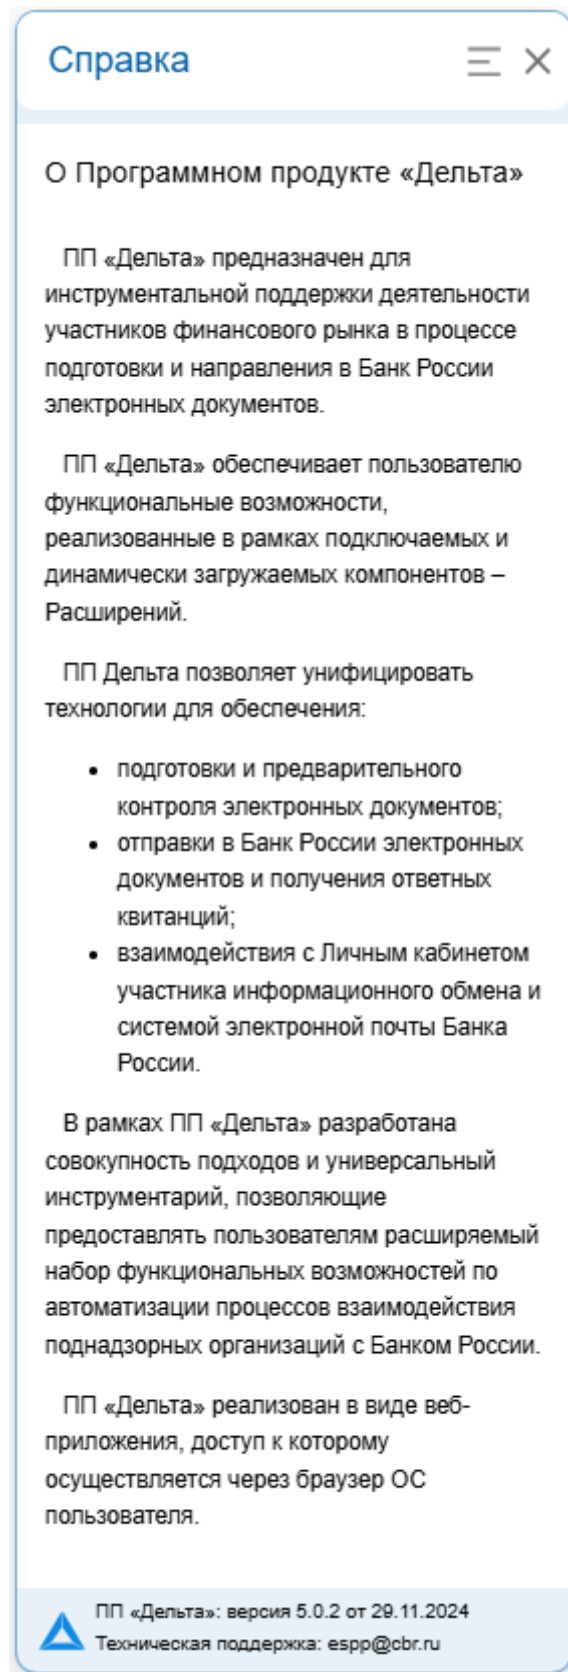 Справка
О Программном продукте «Дельта»
ПП «Дельта» предназначен для
инструментальной поддержки деятельности
участников финансового рынка в процессе
подготовки и направления в Банк России
электронных документов.
ПП «Дельта» обеспечивает пользователю
функциональные возможности,
реализованные в рамках подключаемых и
динамически загружаемых компонентов –
Расширений.
ПП Дельта позволяет унифицировать
технологии для обеспечения:
• подготовки и предварительного
контроля электронных документов;
• отправки в Банк России электронных
документов и получения ответных
квитанций;
• взаимодействия с Личным кабинетом
участника информационного обмена и
системой электронной почты Банка
России.
В рамках ПП «Дельта» разработана
совокупность подходов и универсальный
инструментарий, позволяющие
предоставлять пользователям расширяемый
набор функциональных возможностей по
автоматизации процессов взаимодействия
поднадзорных организаций с Банком России.
ПП «Дельта» реализован в виде веб-
приложения, доступ к которому
осуществляется через браузер ОС
пользователя.
ПП «Дельта»: версия 5.0.2 от 29.11.2024
Техническая поддержка: espp@cbr.ru